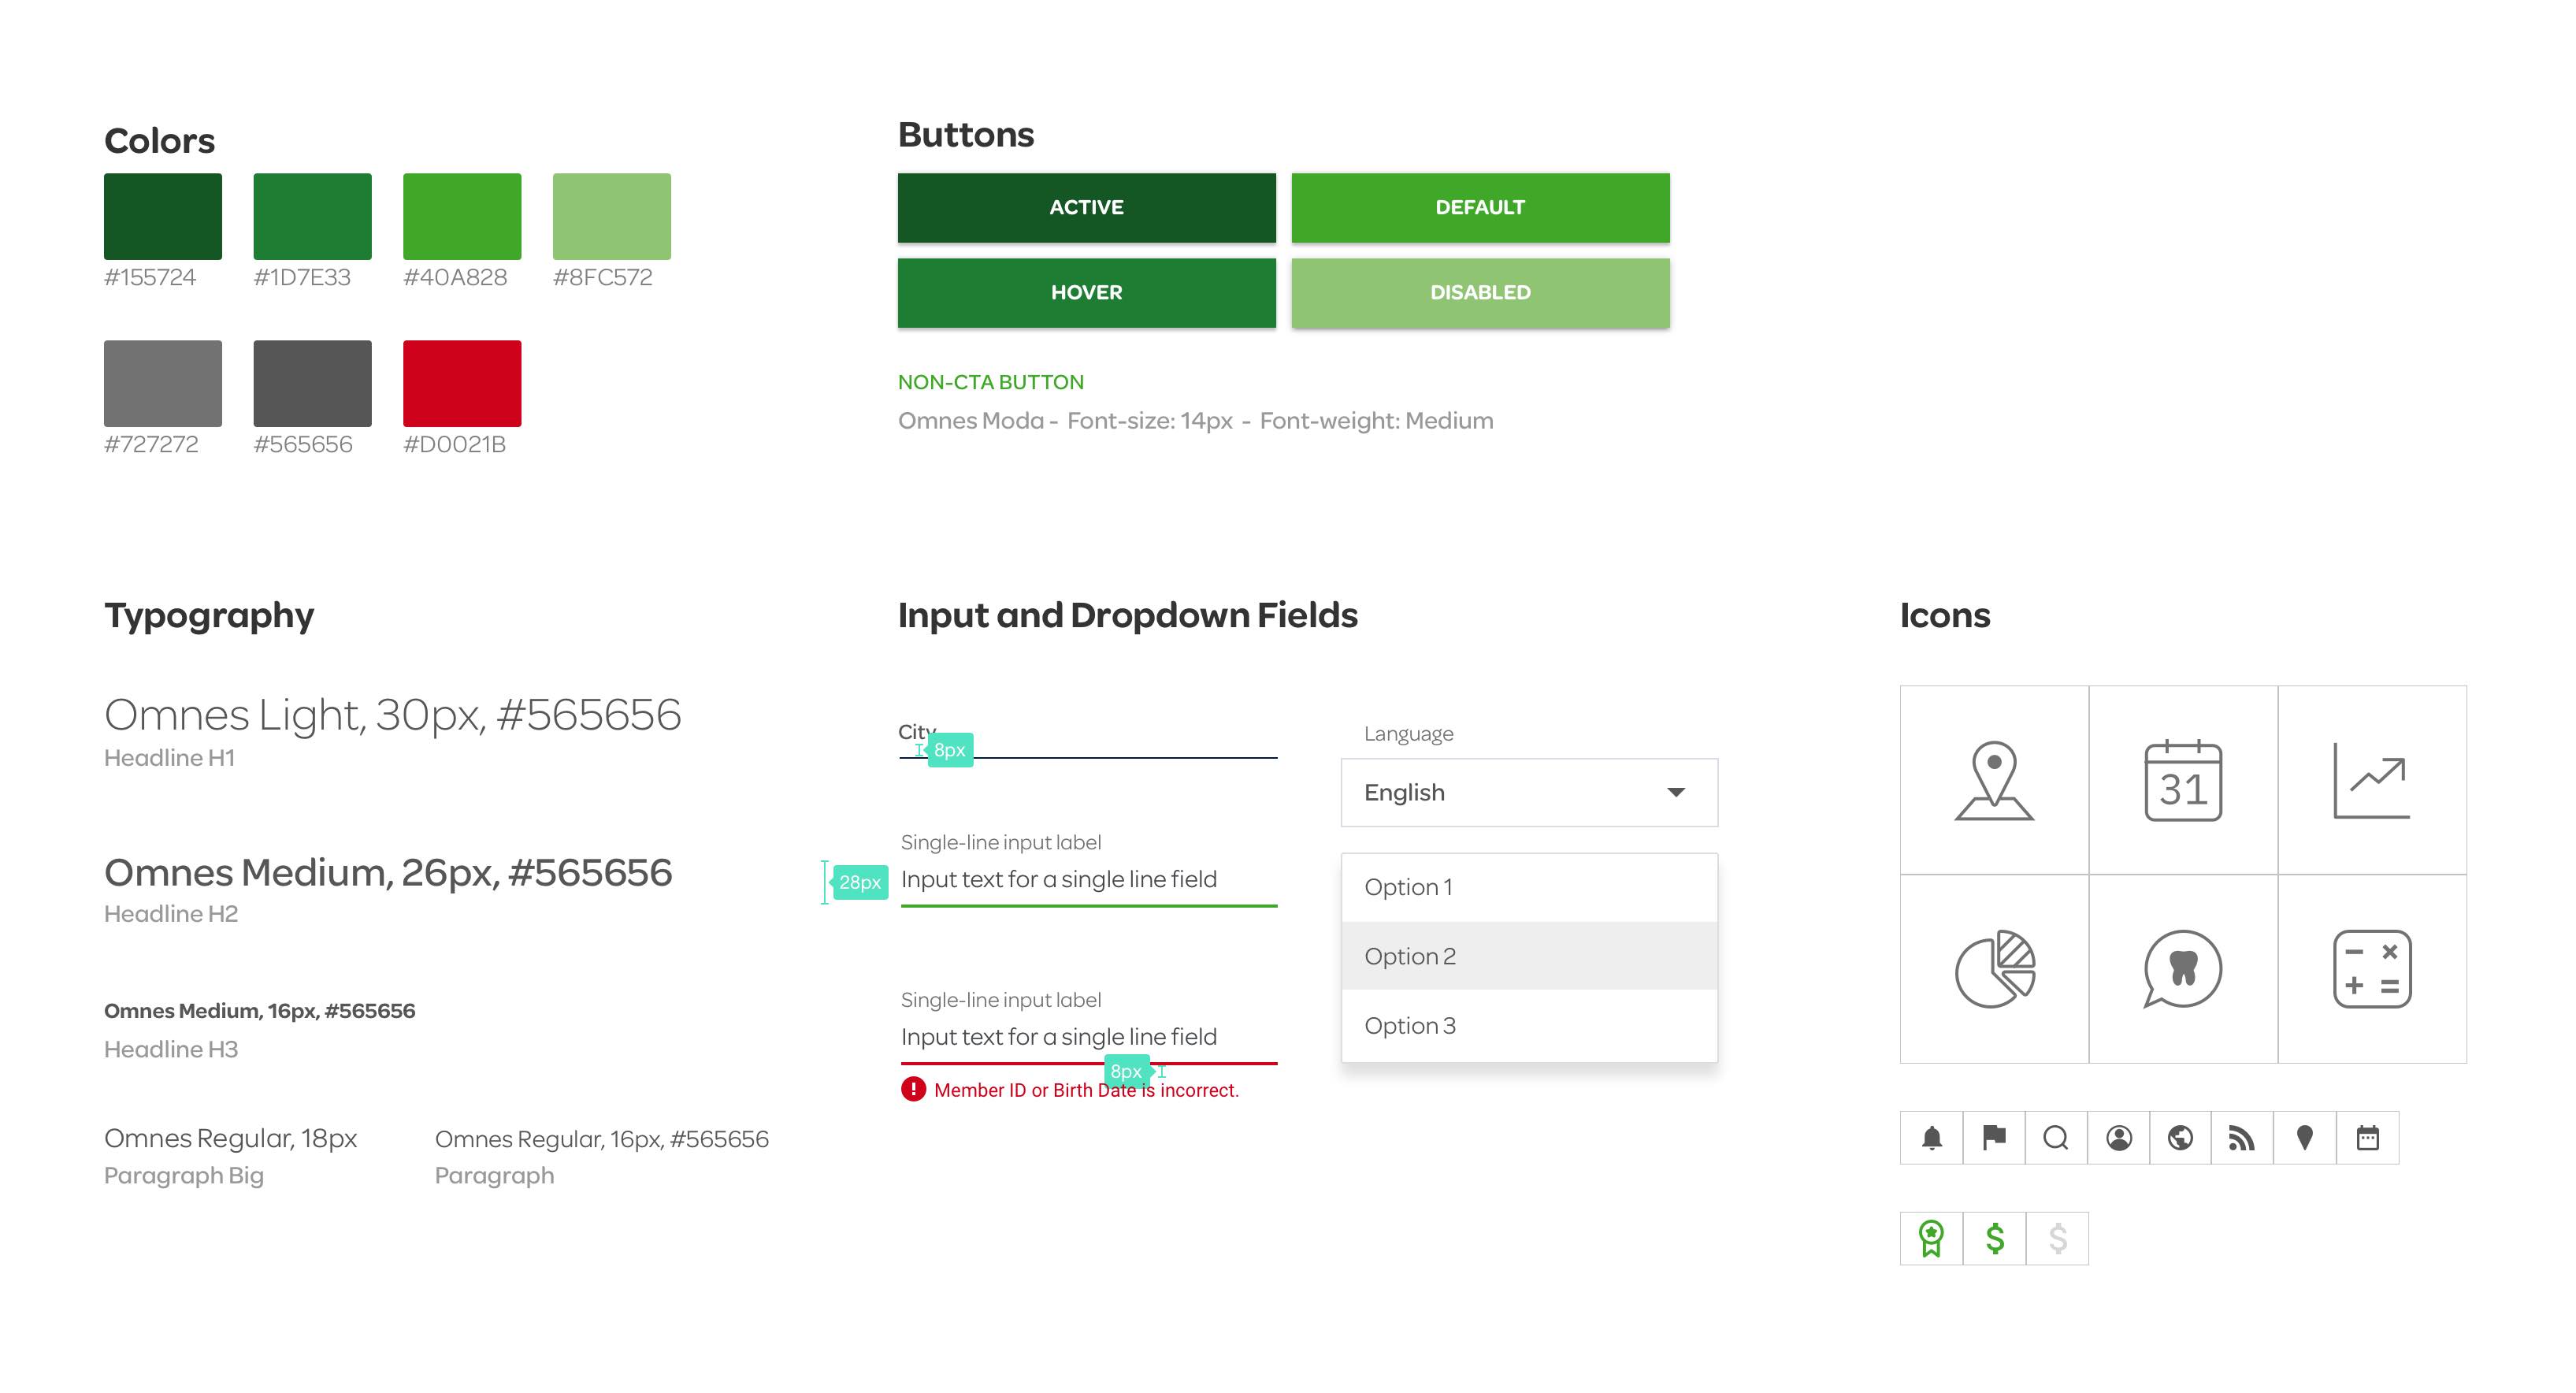 Colors
#155724
#1D7E33
#40A828
#8FC572
#727272
#565656
#D0021B
Buttons
ACTIVE
DEFAULT
HOVER
DISABLED
NON-CTA BUTTON
Omnes Moda - Font-size: 14px - Font-weight: Medium
Typography
Omnes Light, 30px, #565656
Headline H1
Omnes Medium, 26px, #565656
Headline H2
Omnes Medium, 16px, #565656
Headline H3
Omnes Regular, 18px
Paragraph Big
Omnes Regular, 16px, #565656
Paragraph
Input and Dropdown Fields
City
8px
Single-line input label
28px
Input text for a single line field
Single-line input label
Input text for a single line field
8px
Member ID or Birth Date is incorrect.
Language
English
Option 1
Option 2
Option 3
Icons
31